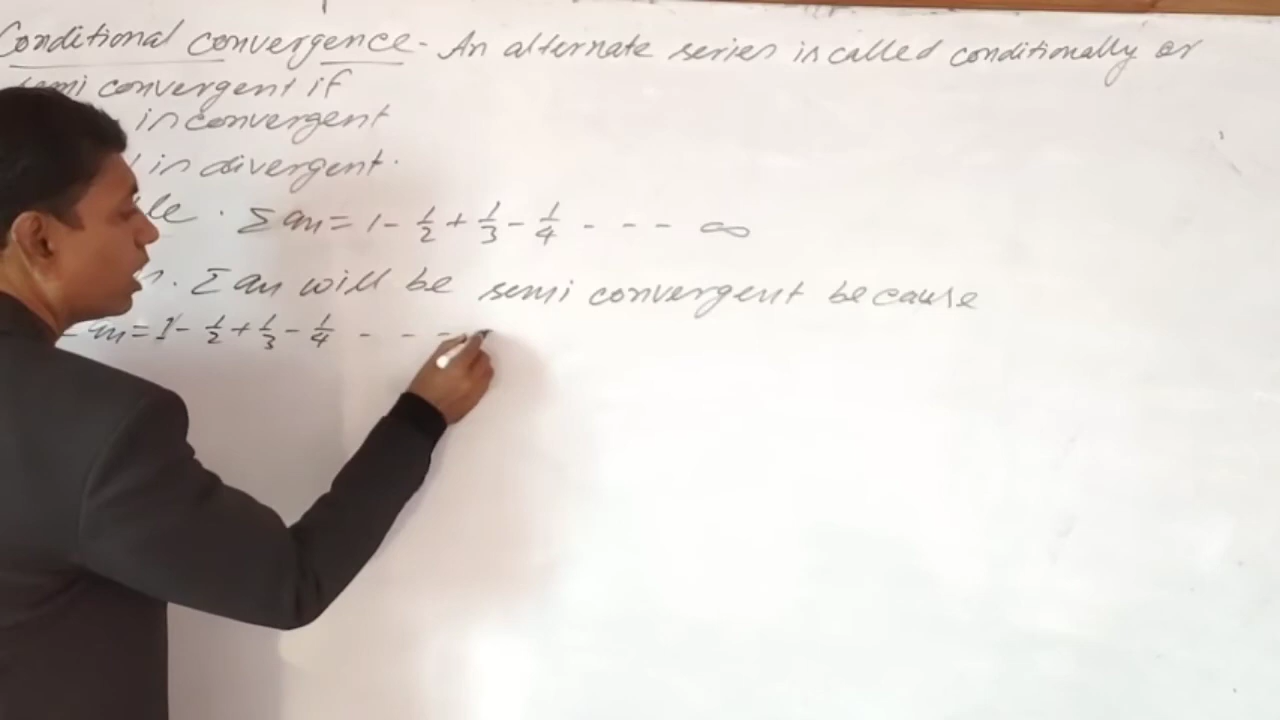 Conditional convergence - An alternate series is called conditionally or
semi convergent if
is convergent
is divergent.
Σ an = 1 - 1/2 + 1/3 - 1/4 - - - - ∞
Σ an will be semi convergent because
an = 1 - 1/2 + 1/3 - 1/4 - - -